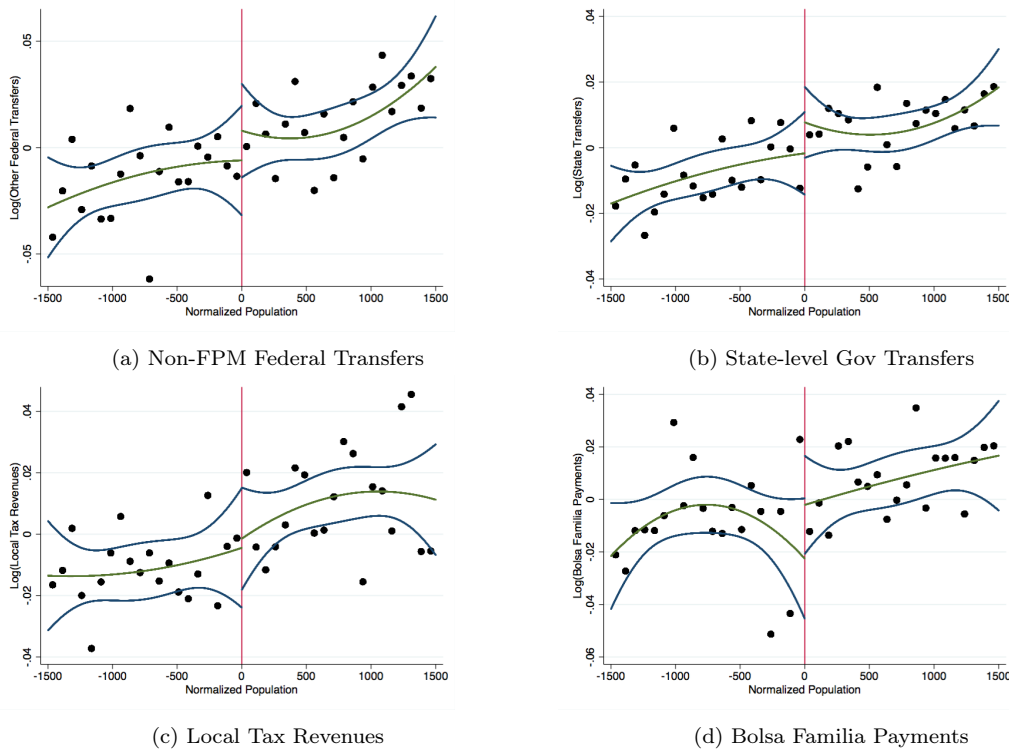 Log(Other Federal Transfers)
.05
0
-.05
-1500 -1000 -500 0 500 1000 1500
Normalized Population
(a) Non-FPM Federal Transfers
Log(State Transfers)
.04
.02
0
-.02
-.04
-1500 -1000 -500 0 500 1000 1500
Normalized Population
(b) State-level Gov Transfers
Log(Local Tax Revenues)
.04
.02
0
-.02
-.04
-1500 -1000 -500 0 500 1000 1500
Normalized Population
(c) Local Tax Revenues
Log(Bolsa Familia Payments)
.04
.02
0
-.02
-.04
-.06
-1500 -1000 -500 0 500 1000 1500
Normalized Population
(d) Bolsa Familia Payments